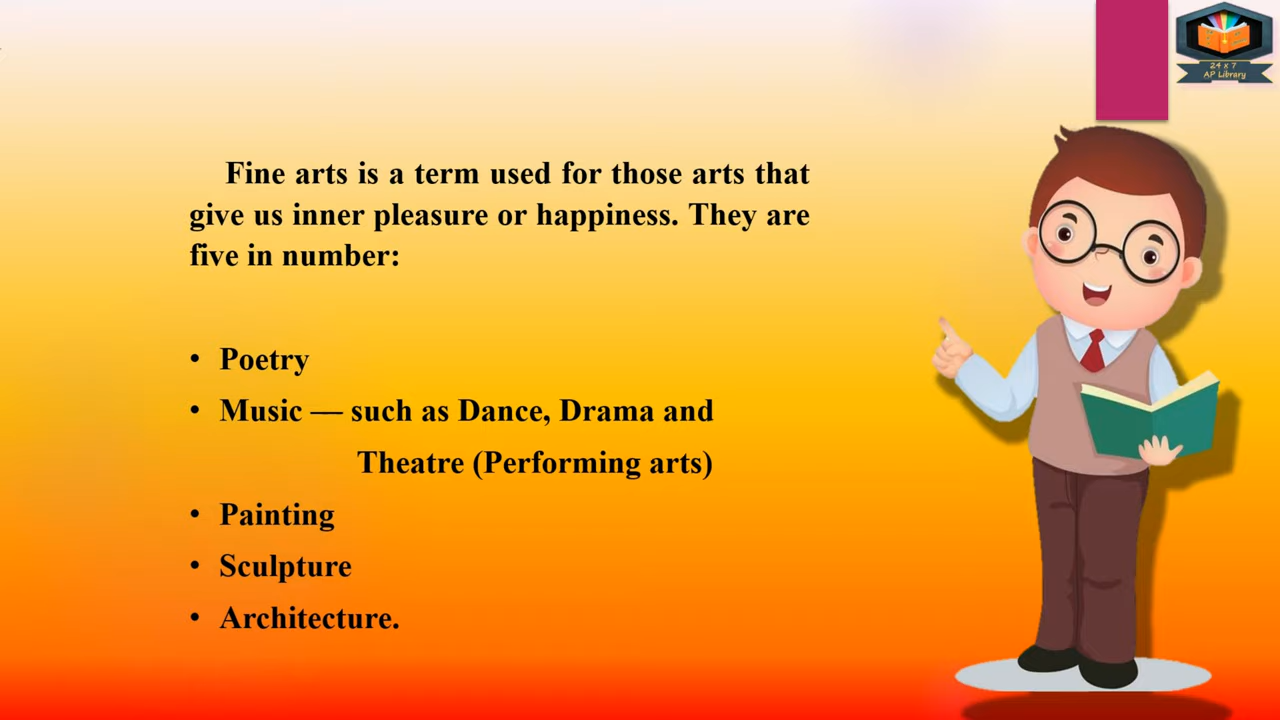 24 x 7
AP Library
Fine arts is a term used for those arts that
give us inner pleasure or happiness. They are
five in number:
• Poetry
• Music — such as Dance, Drama and
Theatre (Performing arts)
• Painting
• Sculpture
• Architecture.